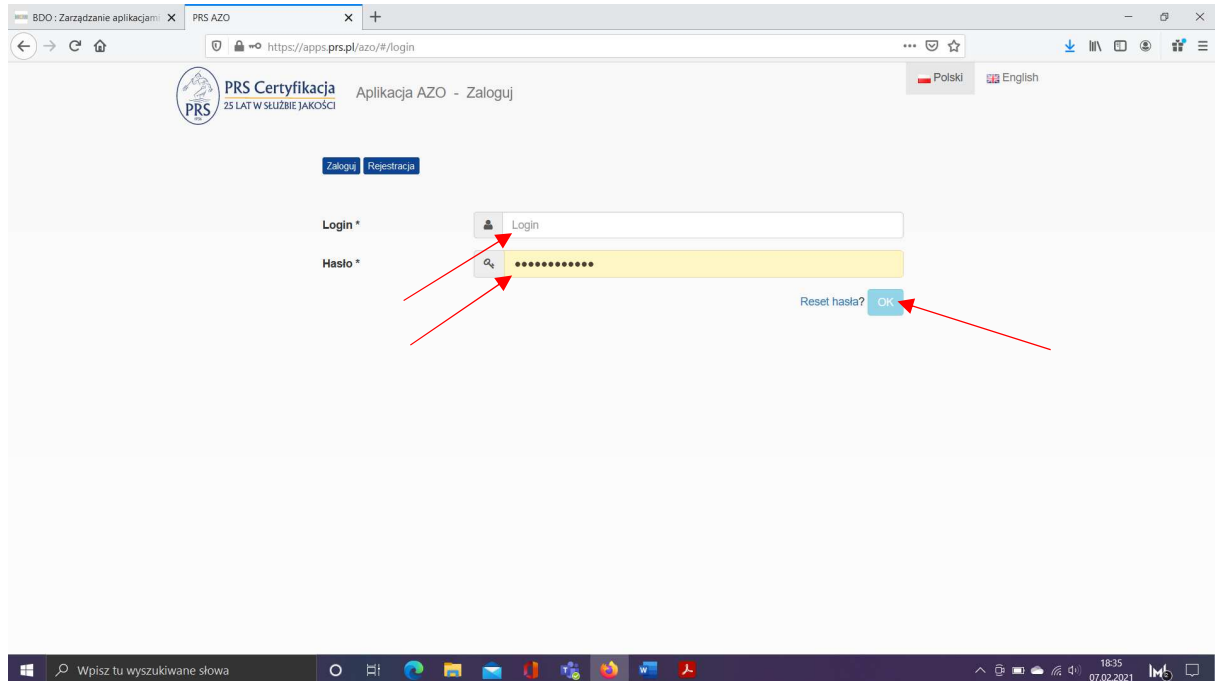 BDO : Zarządzanie aplikacjami
PRS AZO
https://apps.prs.pl/azo/#/login
PRS
PRS Certyfikacja
25 LAT W SŁUŻBIE JAKOŚCI
Aplikacja AZO - Zaloguj
Polski
English
Zaloguj
Rejestracja
Login *
Login
Hasło *
Reset hasła?
OK
Wpisz tu wyszukiwane słowa
18:35
07.02.2021